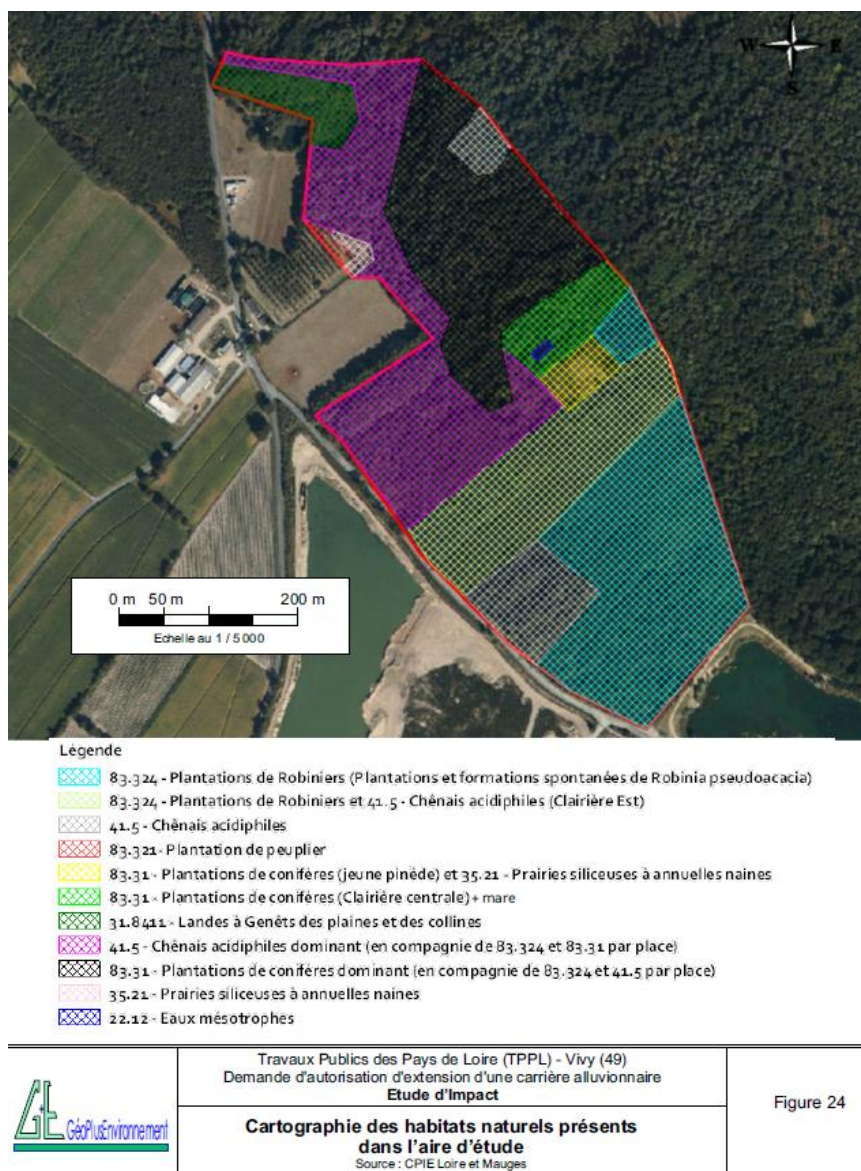 W
E
S
0 m 50 m 200 m
Echelle au 1 / 5 000
Légende
83.324 - Plantations de Robiniers (Plantations et formations spontanées de Robinia pseudoacacia)
83.324 - Plantations de Robiniers et 41.5 - Chênais acidiphiles (Clairière Est)
41.5 - Chênais acidiphiles
83.321 - Plantation de peuplier
83.31 - Plantations de conifères (jeune pinède) et 35.21 - Prairies siliceuses à annuelles naines
83.31 - Plantations de conifères (Clairière centrale) + mare
31.8411 - Landes à Genêts des plaines et des collines
41.5 - Chênais acidiphiles dominant (en compagnie de 83.324 et 83.31 par place)
83.31 - Plantations de conifères dominant (en compagnie de 83.324 et 41.5 par place)
35.21 - Prairies siliceuses à annuelles naines
22.12 - Eaux mésotrophes
GéoPlusEnvironnement
Travaux Publics des Pays de Loire (TPPL) - Vivy (49)
Demande d'autorisation d'extension d'une carrière alluvionnaire
Etude d'Impact
Cartographie des habitats naturels présents
dans l'aire d'étude
Source : CPIE Loire et Mauges
Figure 24